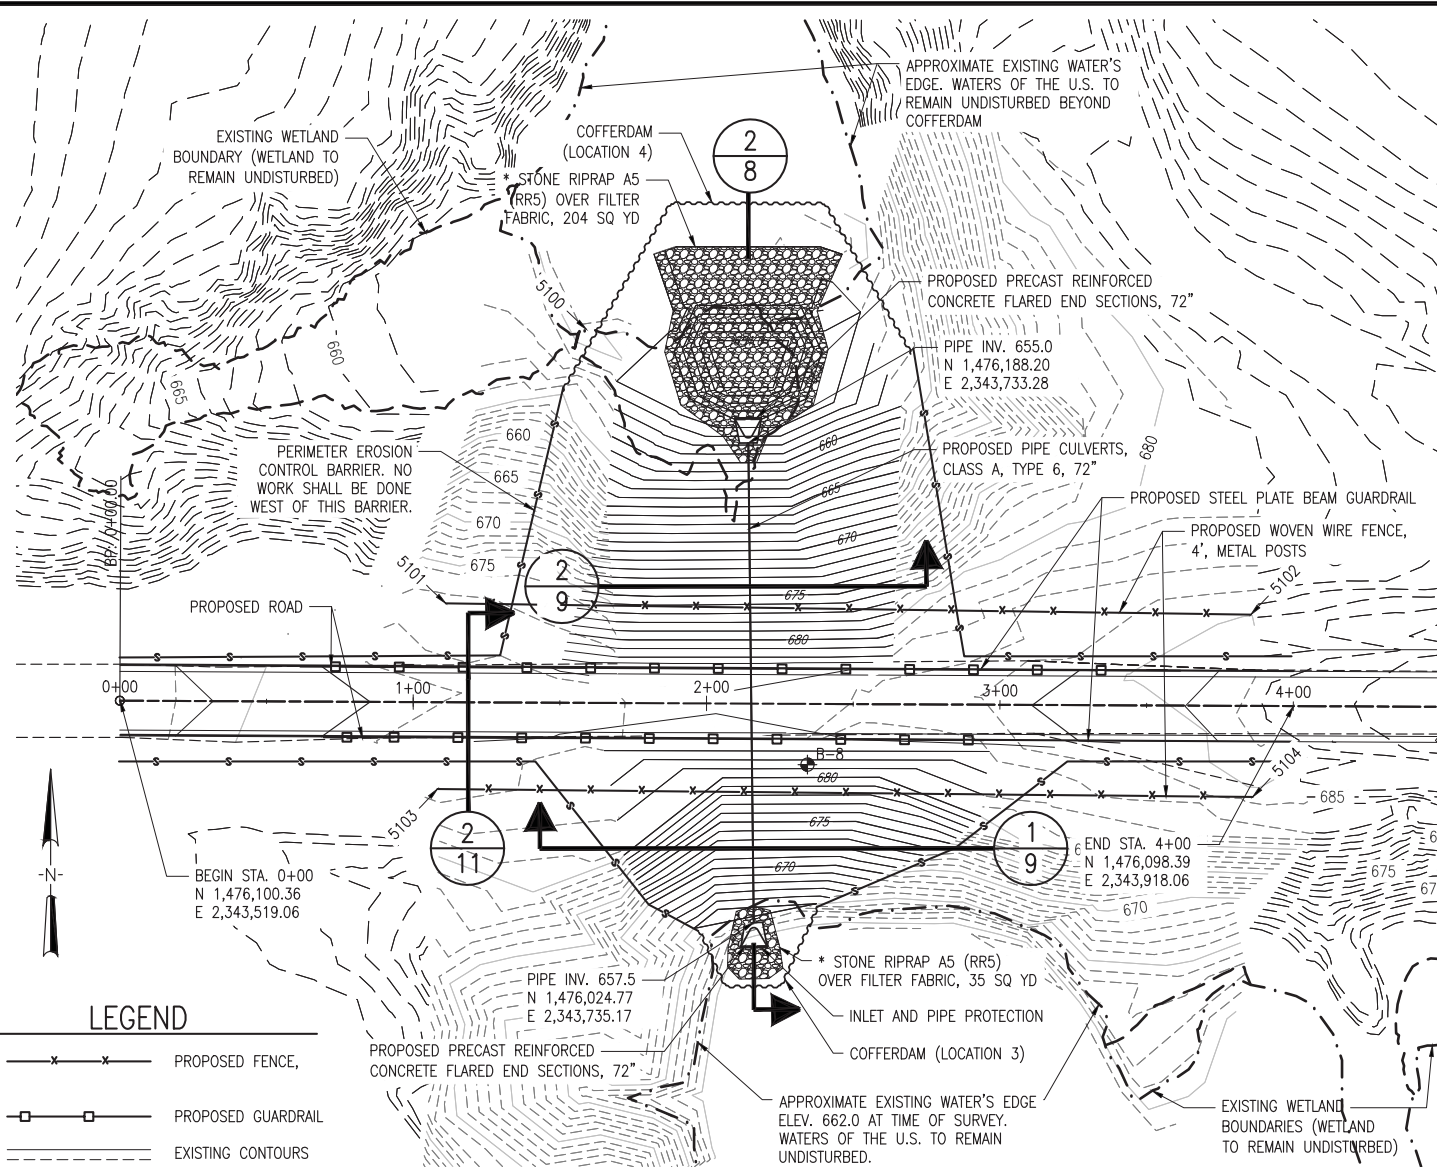 APPROXIMATE EXISTING WATER'S
EDGE. WATERS OF THE U.S. TO
REMAIN UNDISTURBED BEYOND
COFFERDAM
EXISTING WETLAND
BOUNDARY (WETLAND TO
REMAIN UNDISTURBED)
COFFERDAM
(LOCATION 4)
2
8
* STONE RIPRAP A5
(RR5) OVER FILTER
FABRIC, 204 SQ YD
5100
PROPOSED PRECAST REINFORCED
CONCRETE FLARED END SECTIONS, 72"
PIPE INV. 655.0
N 1,476,188.20
E 2,343,733.28
660
665
660
665
670
675
PERIMETER EROSION
CONTROL BARRIER. NO
WORK SHALL BE DONE
WEST OF THIS BARRIER.
660
665
670
675
680
680
PROPOSED PIPE CULVERTS,
CLASS A, TYPE 6, 72"
PROPOSED STEEL PLATE BEAM GUARDRAIL
PROPOSED WOVEN WIRE FENCE,
4', METAL POSTS
BP: 0+00.00
5101
2
9
5102
PROPOSED ROAD
0+00
1+00
2+00
3+00
4+00
B-8
680
675
670
5103
5104
685
2
11
1
9
BEGIN STA. 0+00
N 1,476,100.36
E 2,343,519.06
END STA. 4+00
N 1,476,098.39
E 2,343,918.06
675
670
-N-
* STONE RIPRAP A5 (RR5)
OVER FILTER FABRIC, 35 SQ YD
PIPE INV. 657.5
N 1,476,024.77
E 2,343,735.17
INLET AND PIPE PROTECTION
COFFERDAM (LOCATION 3)
PROPOSED PRECAST REINFORCED
CONCRETE FLARED END SECTIONS, 72"
APPROXIMATE EXISTING WATER'S EDGE
ELEV. 662.0 AT TIME OF SURVEY.
WATERS OF THE U.S. TO REMAIN
UNDISTURBED.
EXISTING WETLAND
BOUNDARIES (WETLAND
TO REMAIN UNDISTURBED)
LEGEND
PROPOSED FENCE,
PROPOSED GUARDRAIL
EXISTING CONTOURS